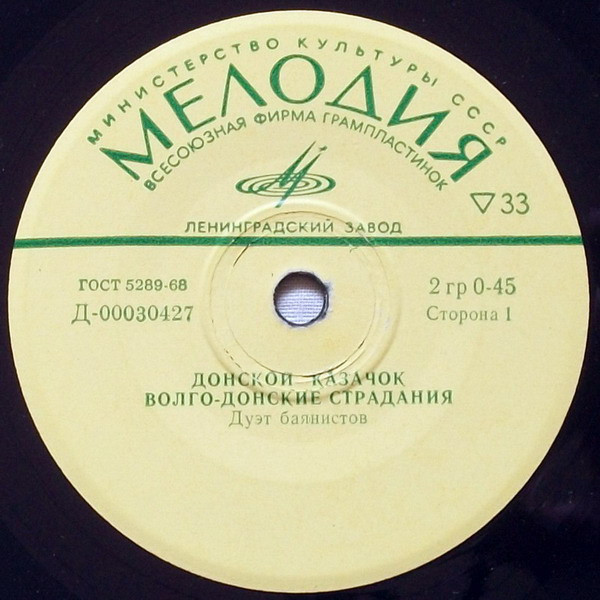 МИНИСТЕРСТВО КУЛЬТУРЫ СССР
МЕЛОДИЯ
ВСЕСОЮЗНАЯ ФИРМА ГРАМПЛАСТИНОК
▽33
ЛЕНИНГРАДСКИЙ ЗАВОД
ГОСТ 5289-68
2 гр 0-45
Д-00030427
Сторона 1
ДОНСКОЙ КАЗАЧОК
ВОЛГО-ДОНСКИЕ СТРАДАНИЯ
Дуэт баянистов